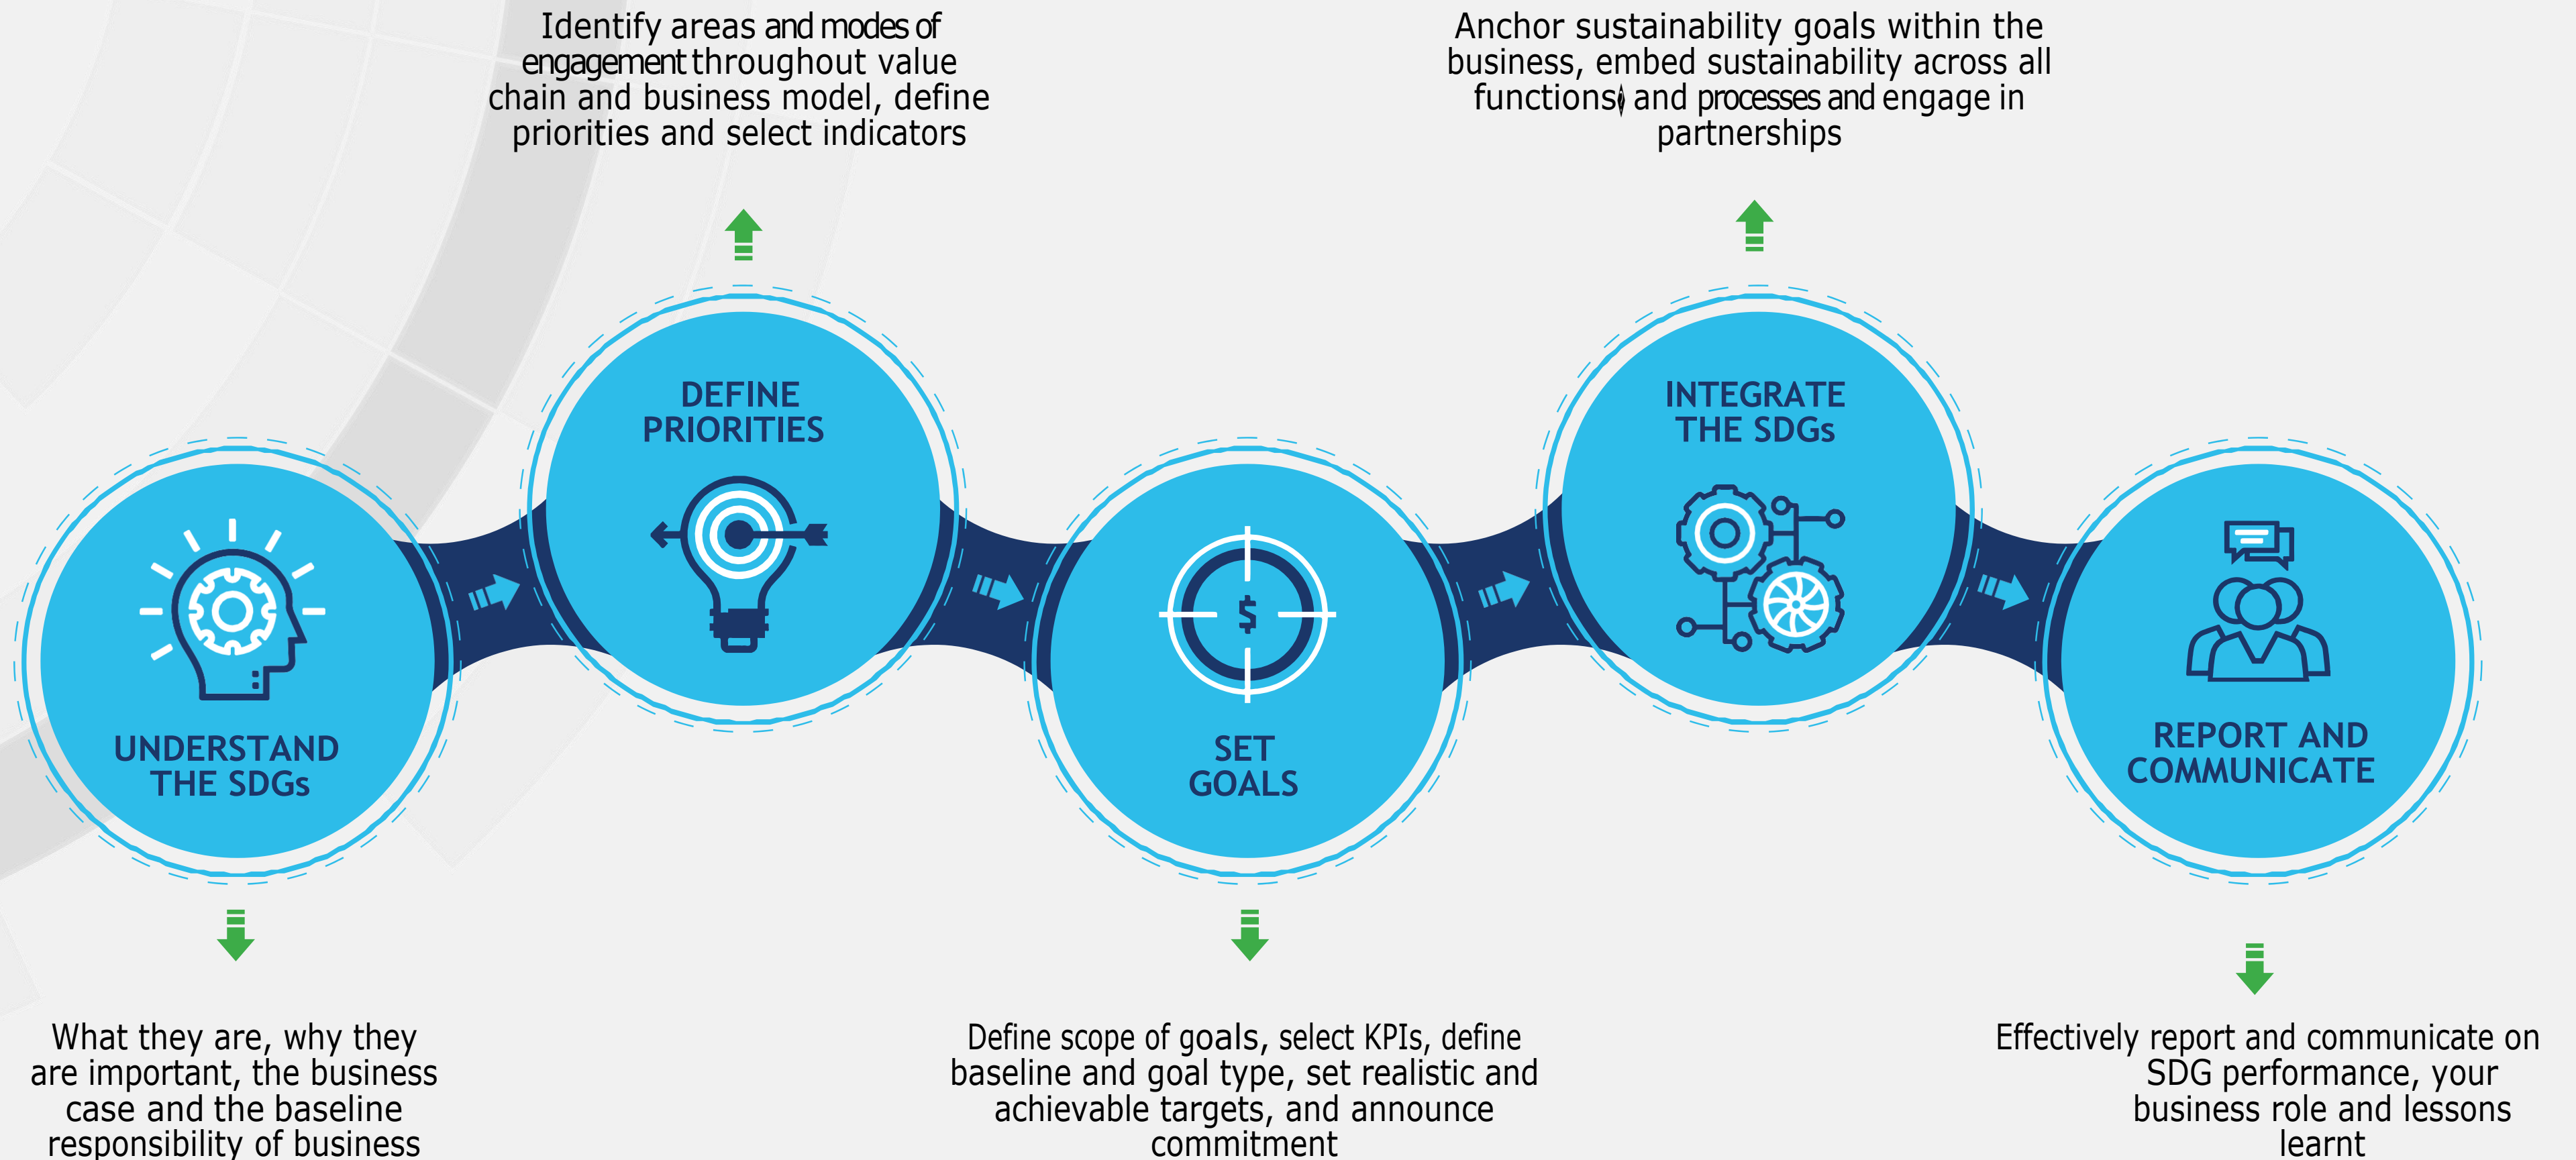 Identify areas and modes of
engagement throughout value
chain and business model, define
priorities and select indicators
Anchor sustainability goals within the
business, embed sustainability across all
functions and processes and engage in
partnerships
DEFINE
PRIORITIES
INTEGRATE
THE SDGs
$
UNDERSTAND
THE SDGs
SET
GOALS
REPORT AND
COMMUNICATE
What they are, why they
are important, the business
case and the baseline
responsibility of business
Define scope of goals, select KPIs, define
baseline and goal type, set realistic and
achievable targets, and announce
commitment
Effectively report and communicate on
SDG performance, your
business role and lessons
learnt